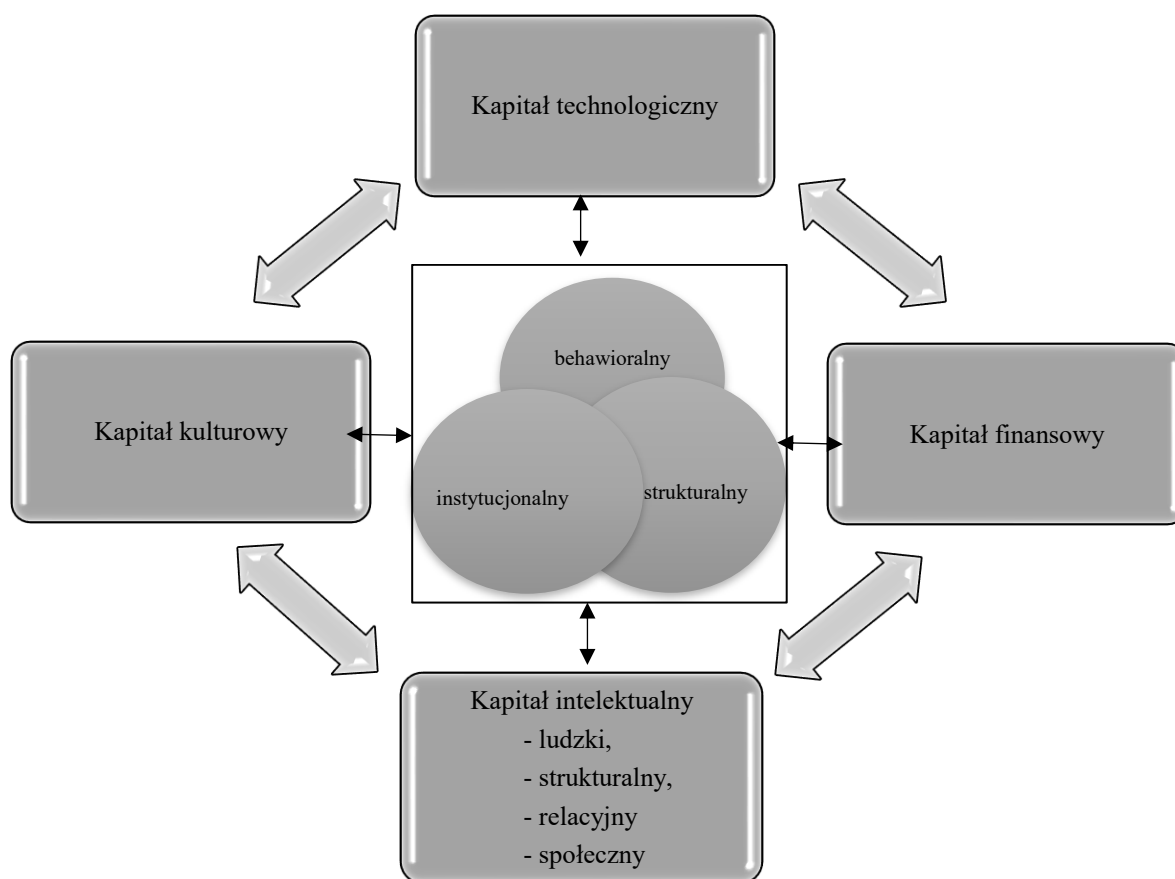 Kapitał technologiczny
behawioralny
Kapitał kulturowy
Kapitał finansowy
instytucjonalny
strukturalny
Kapitał intelektualny
- ludzki,
- strukturalny,
- relacyjny
- społeczny